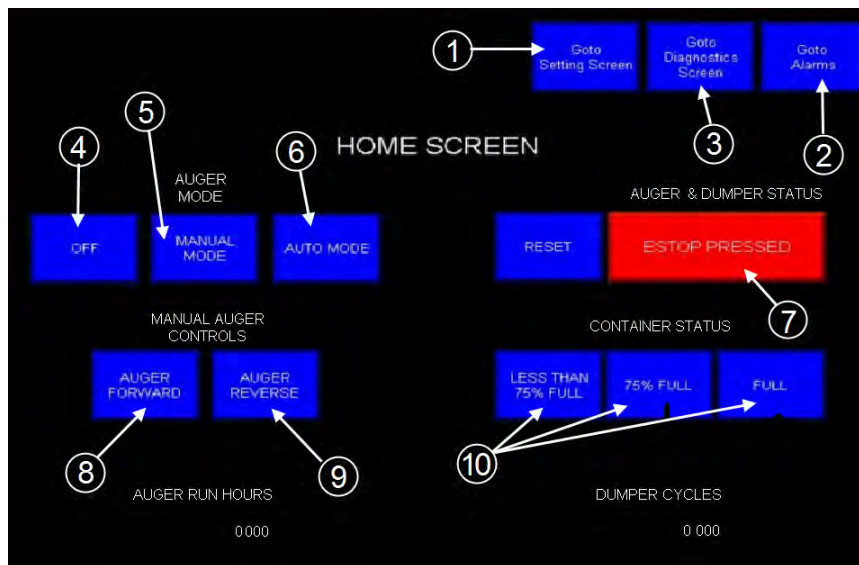 1
Goto
Setting Screen
Goto
Diagnostics
Screen
Goto
Alarms
5
4
6
3
2
HOME SCREEN
AUGER
MODE
AUGER & DUMPER STATUS
OFF
MANUAL
MODE
AUTO MODE
RESET
ESTOP PRESSED
7
MANUAL AUGER
CONTROLS
CONTAINER STATUS
AUGER
FORWARD
AUGER
REVERSE
LESS THAN
75% FULL
75% FULL
FULL
8
9
10
AUGER RUN HOURS
DUMPER CYCLES
0 000
0 000